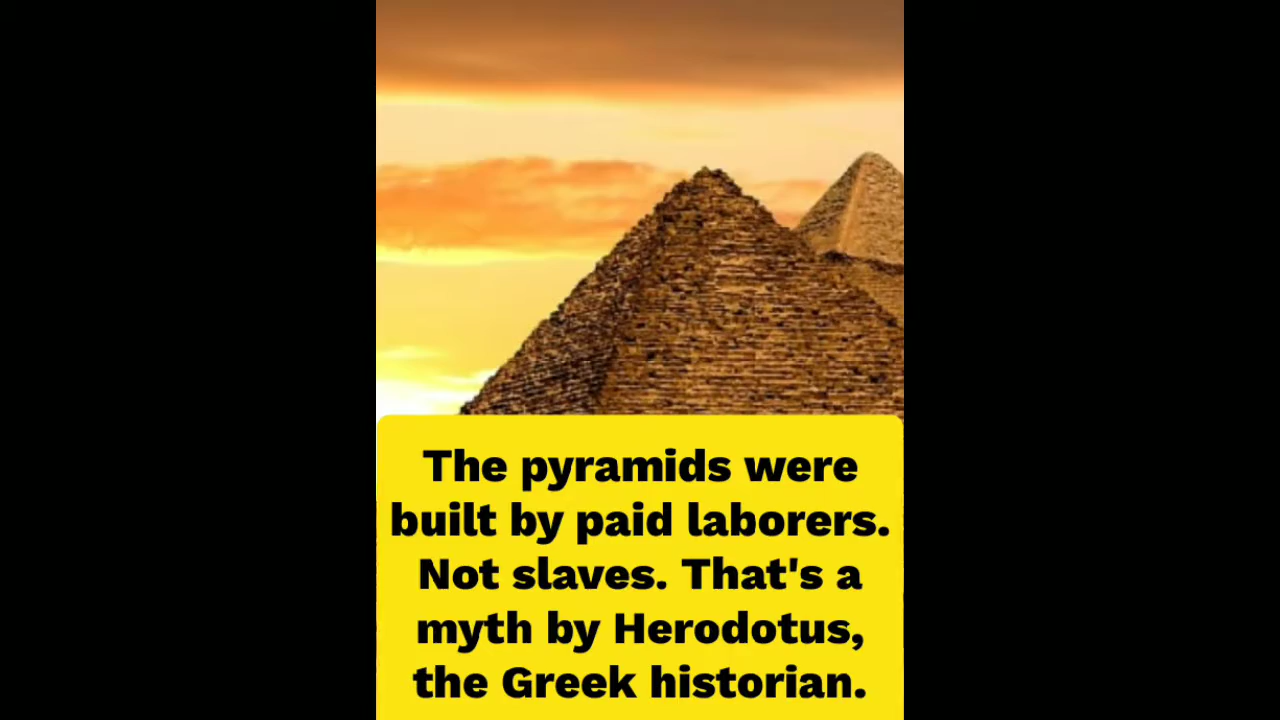 The pyramids were
built by paid laborers.
Not slaves. That's a
myth by Herodotus,
the Greek historian.